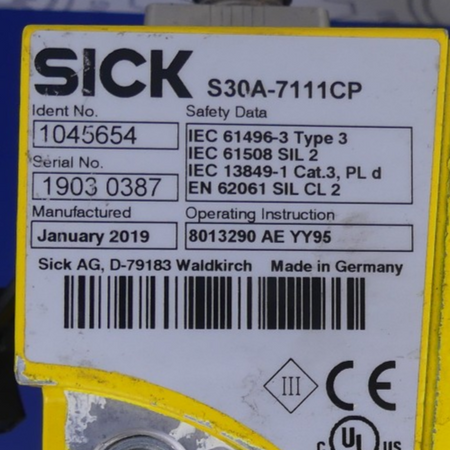 SICK S30A-7111CP
Ident No. Safety Data
1045654
IEC 61496-3 Type 3
IEC 61508 SIL 2
IEC 13849-1 Cat.3, PL d
EN 62061 SIL CL 2
Serial No.
1903 0387
Manufactured Operating Instruction
January 2019 8013290 AE YY95
Sick AG, D-79183 Waldkirch Made in Germany
III CE
c UL US